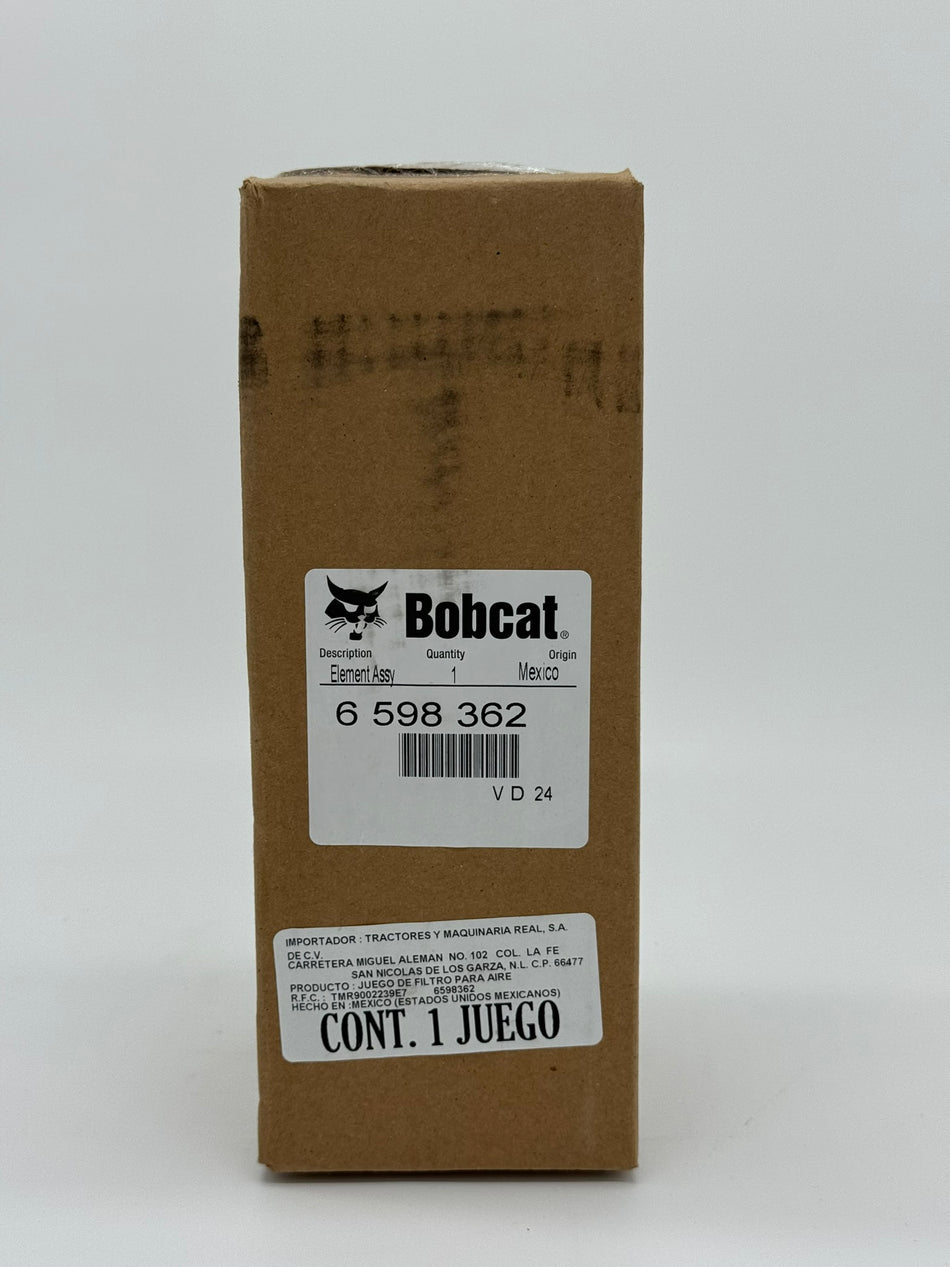 Bobcat®
Description Quantity Origin
Element Assy 1 Mexico
6 598 362
V D 24
IMPORTADOR : TRACTORES Y MAQUINARIA REAL, S.A.
DE C.V.
CARRETERA MIGUEL ALEMAN NO. 102 COL. LA FE
SAN NICOLAS DE LOS GARZA, N.L. C.P. 66477
PRODUCTO : JUEGO DE FILTRO PARA AIRE
R.F.C. : TMR9002239E7 6598362
HECHO EN :MEXICO (ESTADOS UNIDOS MEXICANOS)
CONT. 1 JUEGO